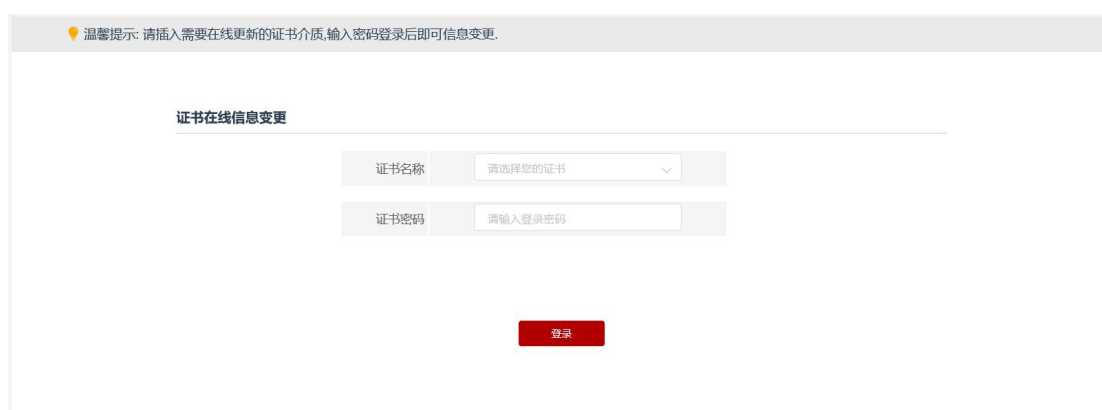 温馨提示: 请插入需要在线更新的证书介质,输入密码登录后即可信息变更.
证书在线信息变更
证书名称 请选择您的证书
证书密码 请输入登录密码
登录